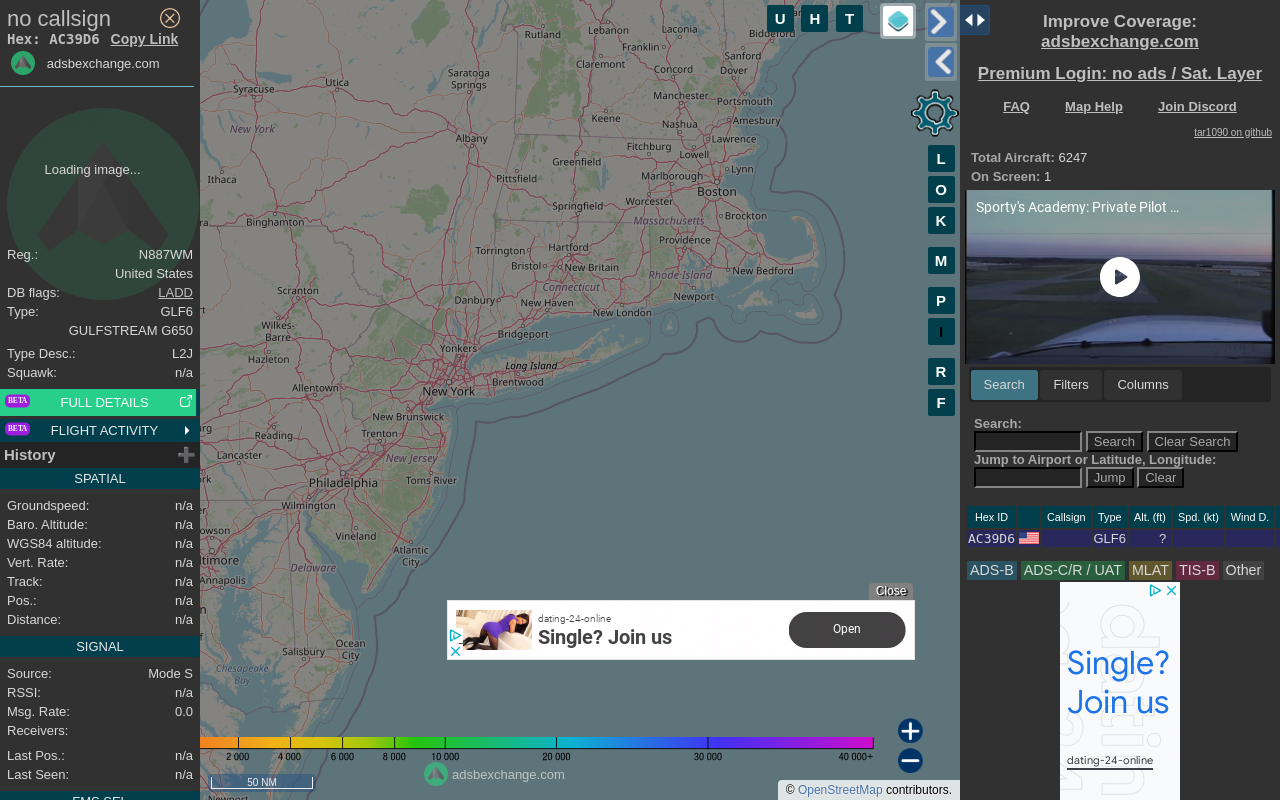 no callsign
Hex: AC39D6 Copy Link
adsbexchange.com
Loading image...
Reg.: N887WM
United States
DB flags: LADD
Type: GLF6
GULFSTREAM G650
Type Desc.: L2J
Squawk: n/a
BETA FULL DETAILS
BETA FLIGHT ACTIVITY
History
SPATIAL
Groundspeed: n/a
Baro. Altitude: n/a
WGS84 altitude: n/a
Vert. Rate: n/a
Track: n/a
Pos.: n/a
Distance: n/a
SIGNAL
Source: Mode S
RSSI: n/a
Msg. Rate: 0.0
Receivers:
Last Pos.: n/a
Last Seen: n/a
FMS SEL
U H T
L
O
K
M
P
I
R
F
Rutland
Lebanon
Laconia
Biddeford
Franklin
Sanford
Claremont
Concord
Dover
Saratoga
Springs
Utica
Syracuse
Manchester
Portsmouth
Keene
Nashua
Amesbury
New York
Albany
Lawrence
Fitchburg
Lowell
Greenfield
Lynn
Ithaca
Pittsfield
Marlborough
Boston
Worcester
Springfield
Massachusetts
Brockton
Binghamton
Hartford
Providence
Torrington
Bristol
New Britain
Rhode Island
New Bedford
Connecticut
Newport
Scranton
Danbury
New Haven
New London
Wilkes-
Barre
Bridgeport
Yonkers
Hazleton
Long Island
Brentwood
Allentown
New York
New Brunswick
Reading
Trenton
Lancaster
New Jersey
Philadelphia
Toms River
Wilmington
Vineland
Atlantic
City
Annapolis
Delaware
Ocean
City
Salisbury
Chesapeake
Bay
Newport
Close
dating-24-online
Single? Join us
Open
2 000 4 000 6 000 8 000 10 000 20 000 30 000 40 000+
adsbexchange.com
50 NM
© OpenStreetMap contributors.
Improve Coverage:
adsbexchange.com
Premium Login: no ads / Sat. Layer
FAQ Map Help Join Discord
tar1090 on github
Total Aircraft: 6247
On Screen: 1
Sporty's Academy: Private Pilot ...
Search Filters Columns
Search:
Search Clear Search
Jump to Airport or Latitude, Longitude:
Jump Clear
Hex ID Callsign Type Alt. (ft) Spd. (kt) Wind D.
AC39D6 GLF6 ?
ADS-B ADS-C/R / UAT MLAT TIS-B Other
Single?
Join us
dating-24-online